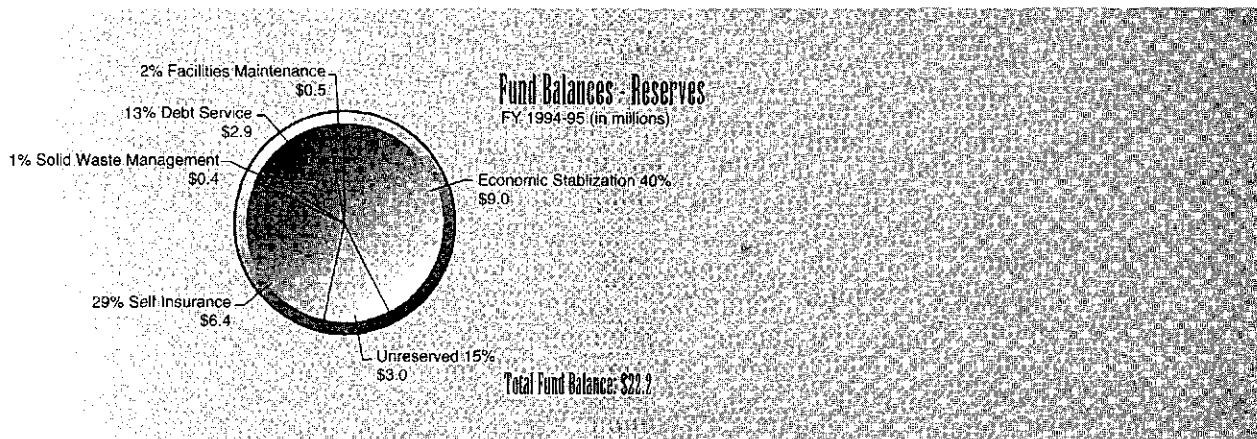 Fund Balances - Reserves
FY 1994-95 (in millions)
2% Facilities Maintenance
$0.5
13% Debt Service
$2.9
1% Solid Waste Management
$0.4
Economic Stablization 40%
$9.0
29% Self Insurance
$6.4
Unreserved 15%
$3.0
Total Fund Balance: $22.2